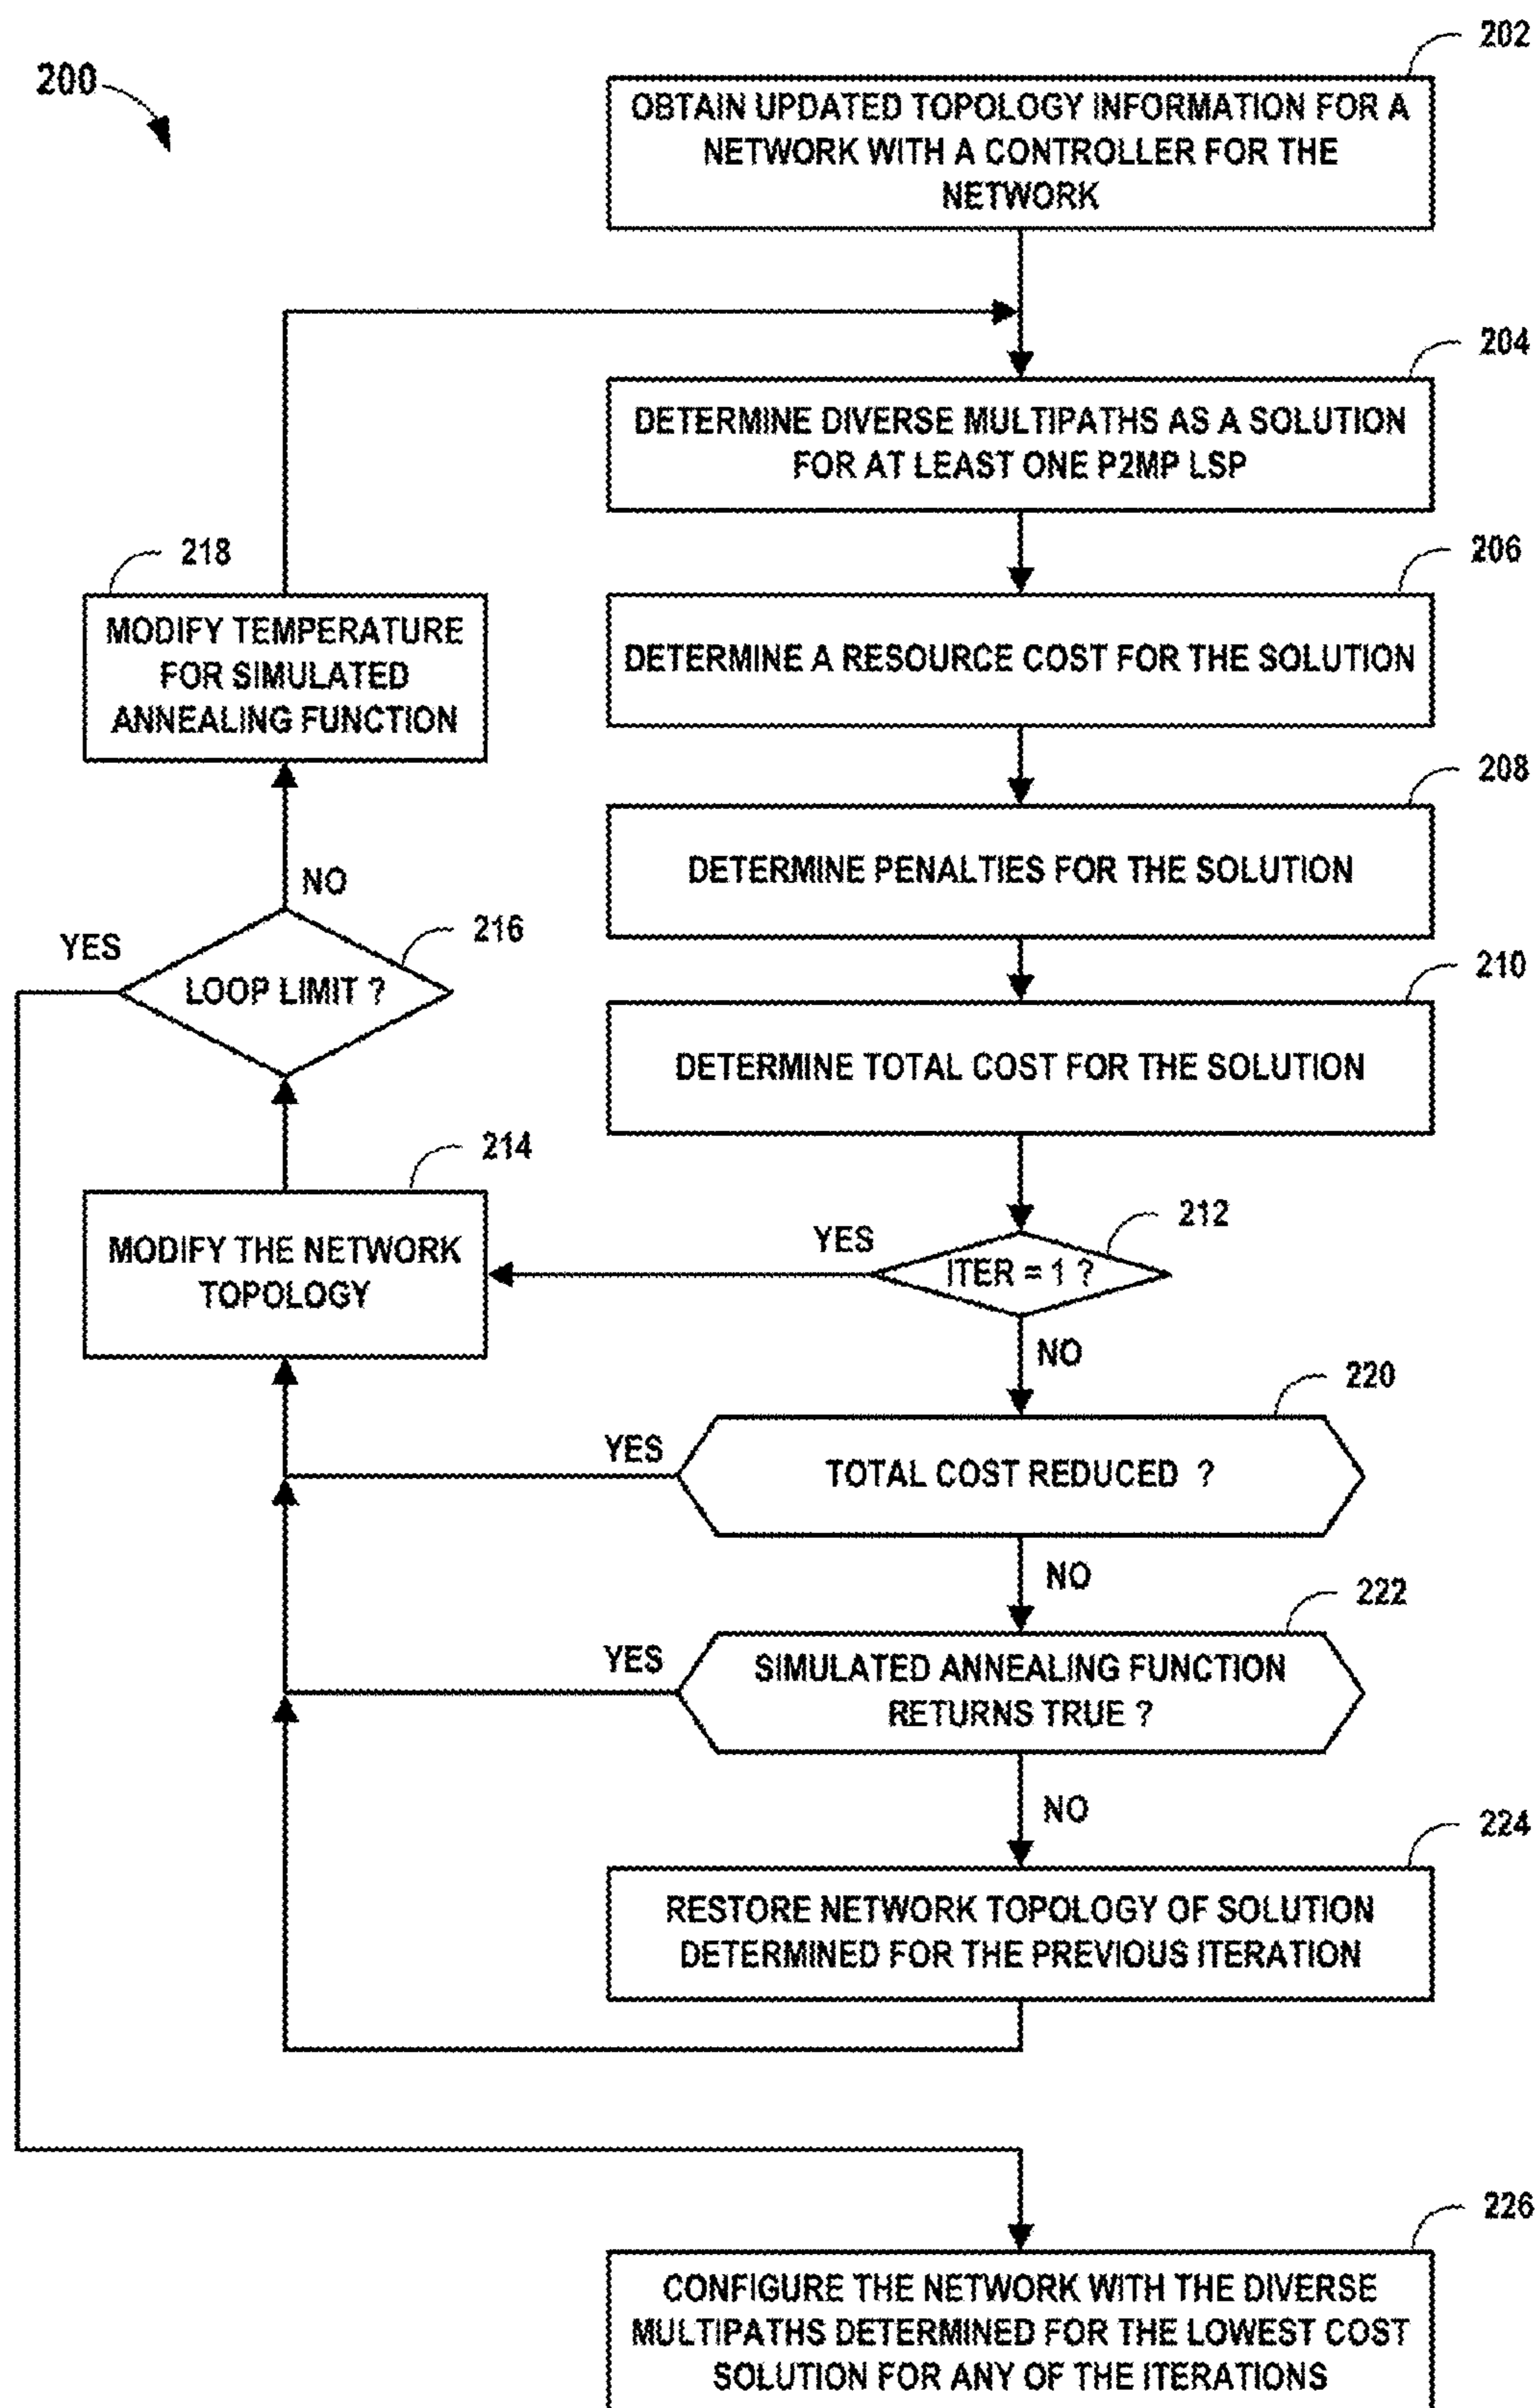 200
202
OBTAIN UPDATED TOPOLOGY INFORMATION FOR A
NETWORK WITH A CONTROLLER FOR THE
NETWORK
204
DETERMINE DIVERSE MULTIPATHS AS A SOLUTION
FOR AT LEAST ONE P2MP LSP
206
DETERMINE A RESOURCE COST FOR THE SOLUTION
218
MODIFY TEMPERATURE
FOR SIMULATED
ANNEALING FUNCTION
208
DETERMINE PENALTIES FOR THE SOLUTION
NO
YES
216
LOOP LIMIT ?
210
DETERMINE TOTAL COST FOR THE SOLUTION
214
MODIFY THE NETWORK
TOPOLOGY
212
YES
ITER = 1 ?
NO
220
YES
TOTAL COST REDUCED ?
NO
222
YES
SIMULATED ANNEALING FUNCTION
RETURNS TRUE ?
NO
224
RESTORE NETWORK TOPOLOGY OF SOLUTION
DETERMINED FOR THE PREVIOUS ITERATION
226
CONFIGURE THE NETWORK WITH THE DIVERSE
MULTIPATHS DETERMINED FOR THE LOWEST COST
SOLUTION FOR ANY OF THE ITERATIONS